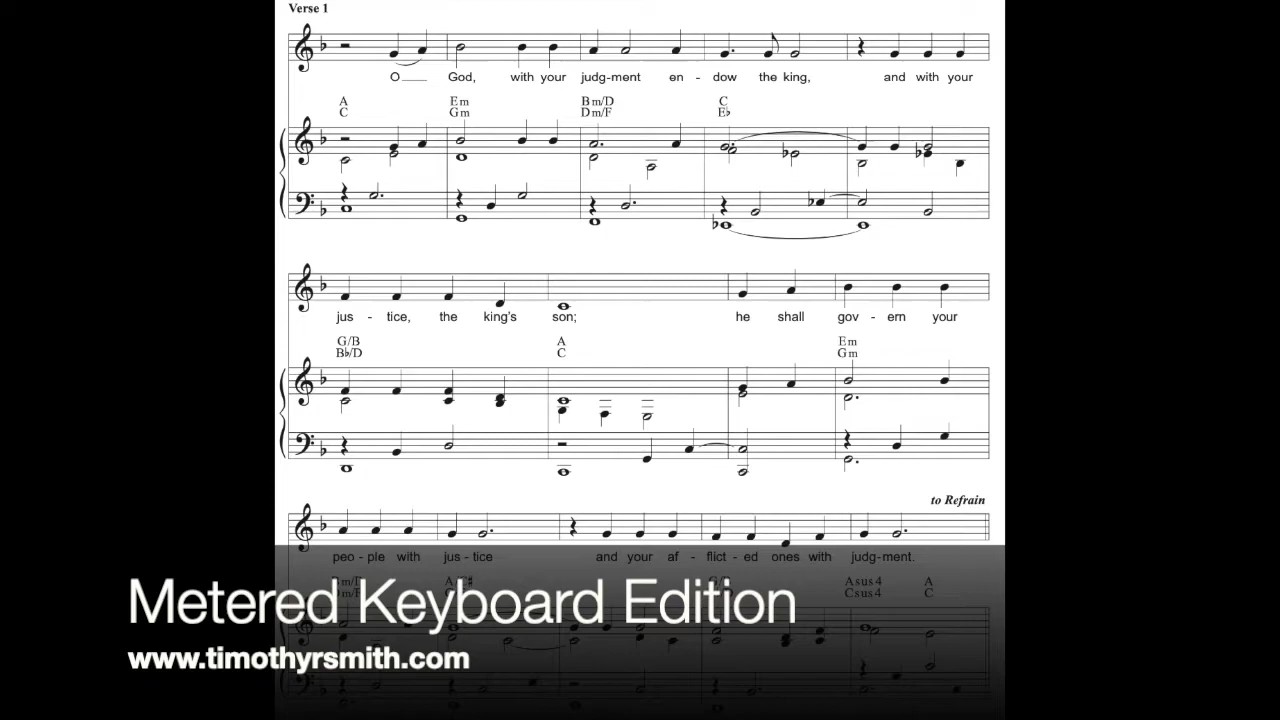 Verse 1
O God, with your judg-ment en-dow the king, and with your
A Em Bm/D C
C Gm Dm/F E♭
jus-tice, the king's son; he shall gov-ern your
G/B A Em
B♭/D C Gm
to Refrain
peo-ple with jus-tice and your af-flict-ed ones with judg-ment.
Asus4 A
Csus4 C
Metered Keyboard Edition
www.timothyrsmith.com